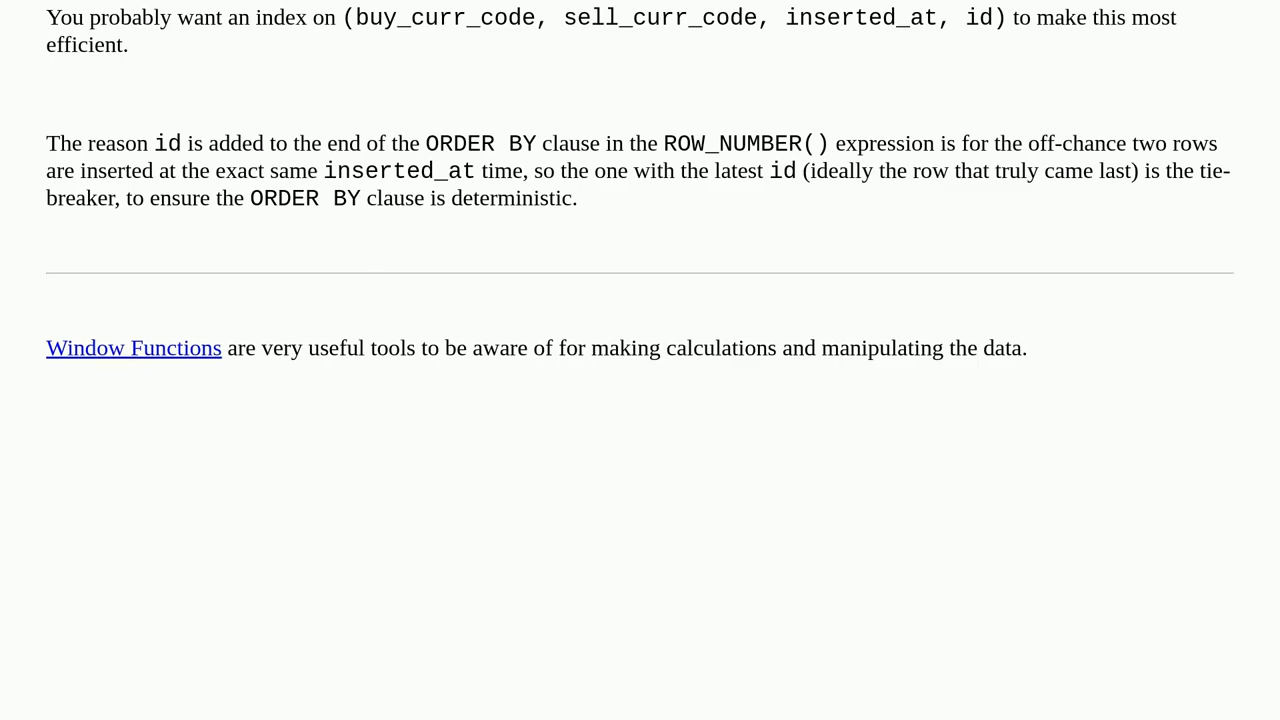 You probably want an index on (buy_curr_code, sell_curr_code, inserted_at, id) to make this most
efficient.
The reason id is added to the end of the ORDER BY clause in the ROW_NUMBER() expression is for the off-chance two rows
are inserted at the exact same inserted_at time, so the one with the latest id (ideally the row that truly came last) is the tie-
breaker, to ensure the ORDER BY clause is deterministic.
Window Functions are very useful tools to be aware of for making calculations and manipulating the data.